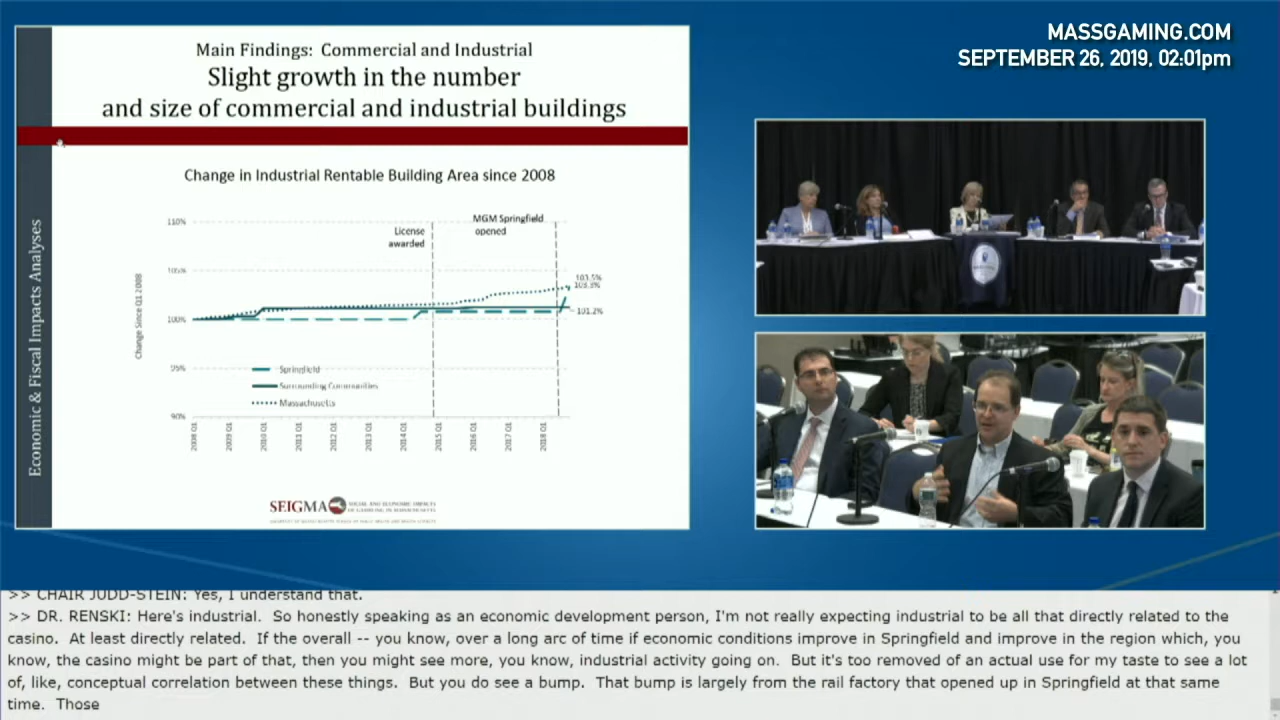 MASSGAMING.COM
SEPTEMBER 26, 2019, 02:01pm
Main Findings: Commercial and Industrial
Slight growth in the number
and size of commercial and industrial buildings
Economic & Fiscal Impacts Analyses
Change in Industrial Rentable Building Area since 2008
Change Since Q1 2008
110%
105%
100%
95%
90%
License
awarded
MGM Springfield
opened
103.5%
103.3%
101.2%
Springfield
Surrounding Communities
Massachusetts
2008 Q1
2009 Q1
2010 Q1
2011 Q1
2012 Q1
2013 Q1
2014 Q1
2015 Q1
2016 Q1
2017 Q1
2018 Q1
SEIGMA
SOCIAL AND ECONOMIC IMPACTS
OF GAMBLING IN MASSACHUSETTS
>> CHAIR JUDD-STEIN: Yes, I understand that.
>> DR. RENSKI: Here's industrial. So honestly speaking as an economic development person, I'm not really expecting industrial to be all that directly related to the
casino. At least directly related. If the overall -- you know, over a long arc of time if economic conditions improve in Springfield and improve in the region which, you
know, the casino might be part of that, then you might see more, you know, industrial activity going on. But it's too removed of an actual use for my taste to see a lot
of, like, conceptual correlation between these things. But you do see a bump. That bump is largely from the rail factory that opened up in Springfield at that same
time. Those